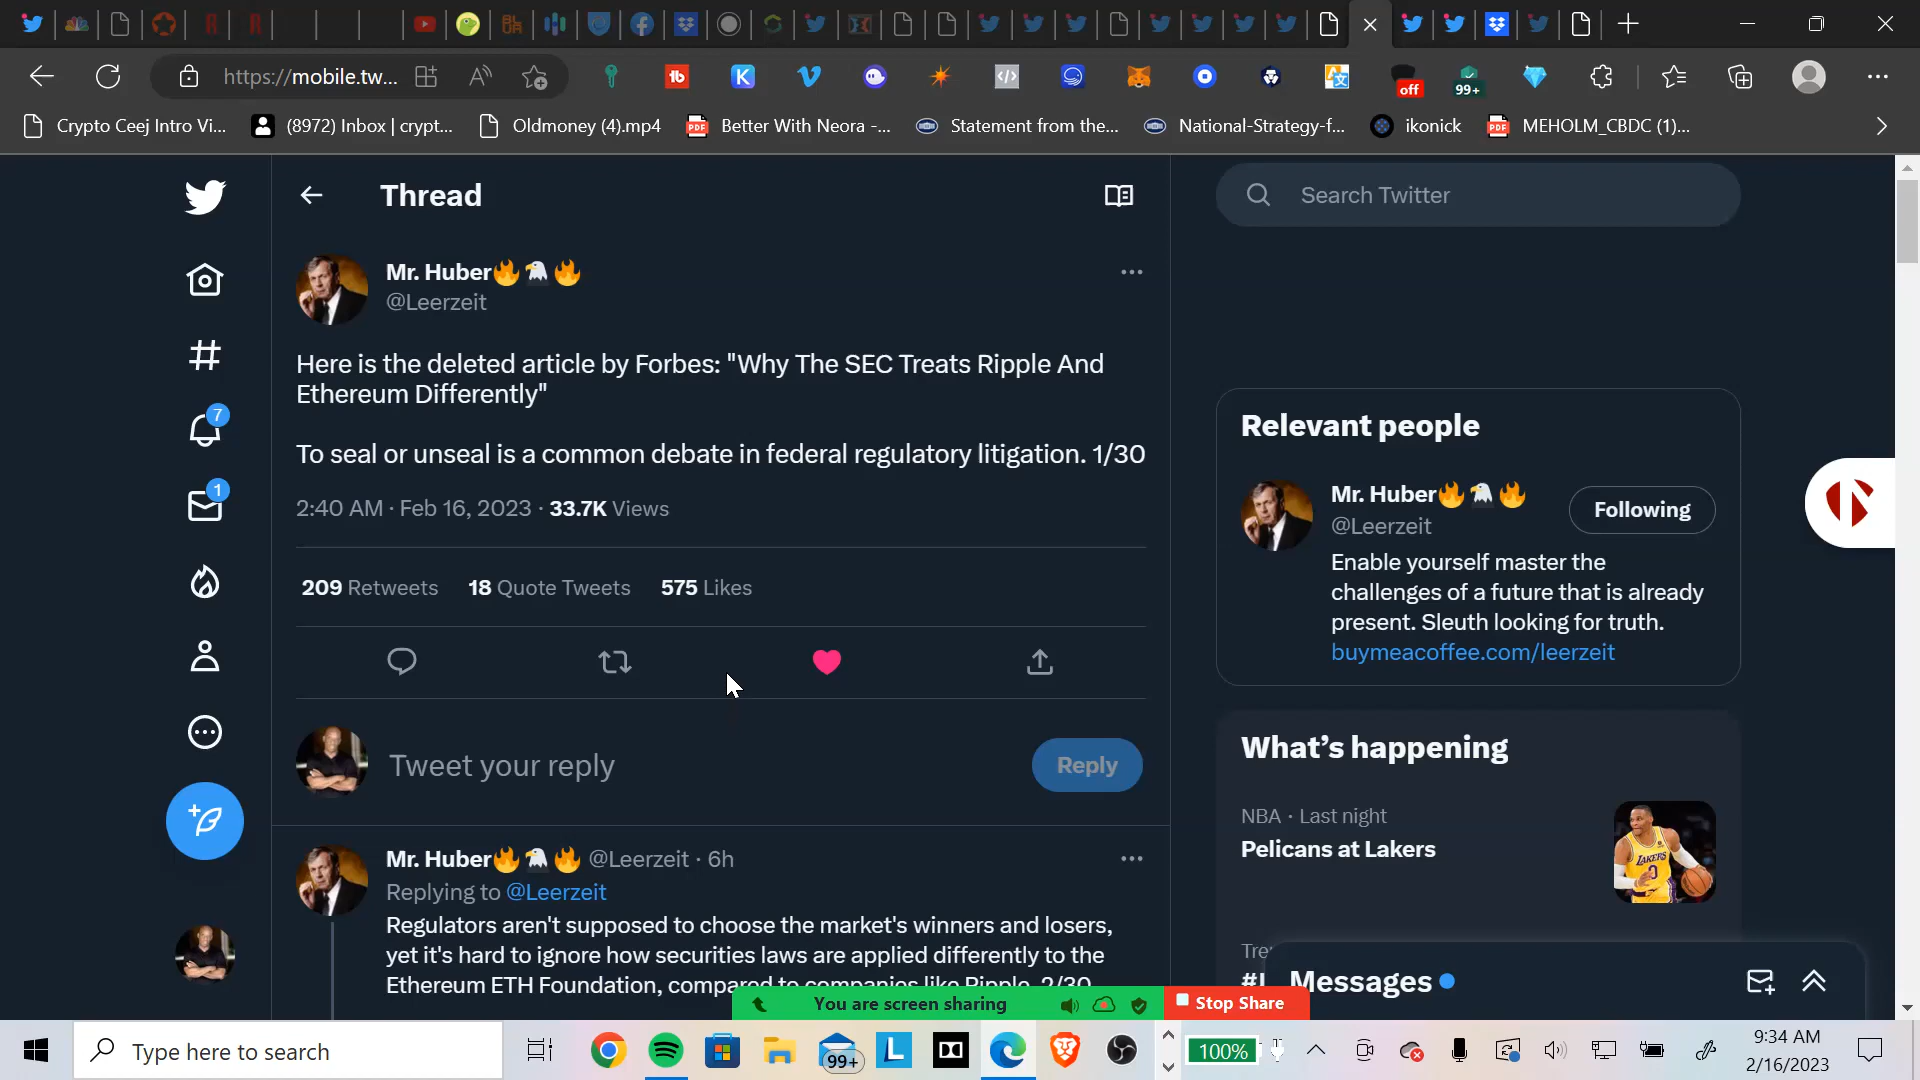 https://mobile.tw...
off
99+
Crypto Ceej Intro Vi...
(8972) Inbox | crypt...
Oldmoney (4).mp4
Better With Neora -...
Statement from the...
National-Strategy-f...
ikonick
MEHOLM_CBDC (1)...
Thread
Search Twitter
Mr. Huber🔥🦅🔥
@Leerzeit
Here is the deleted article by Forbes: "Why The SEC Treats Ripple And
Ethereum Differently"
To seal or unseal is a common debate in federal regulatory litigation. 1/30
2:40 AM · Feb 16, 2023 · 33.7K Views
209 Retweets 18 Quote Tweets 575 Likes
Tweet your reply
Reply
Mr. Huber🔥🦅🔥 @Leerzeit · 6h
Replying to @Leerzeit
Regulators aren't supposed to choose the market's winners and losers,
yet it's hard to ignore how securities laws are applied differently to the
Ethereum ETH Foundation, compared to companies like Ripple. 2/30
7
1
Relevant people
Mr. Huber🔥🦅🔥
@Leerzeit
Following
Enable yourself master the
challenges of a future that is already
present. Sleuth looking for truth.
buymeacoffee.com/leerzeit
What's happening
NBA · Last night
Pelicans at Lakers
Messages
You are screen sharing
Stop Share
Type here to search
99+
100%
9:34 AM
2/16/2023